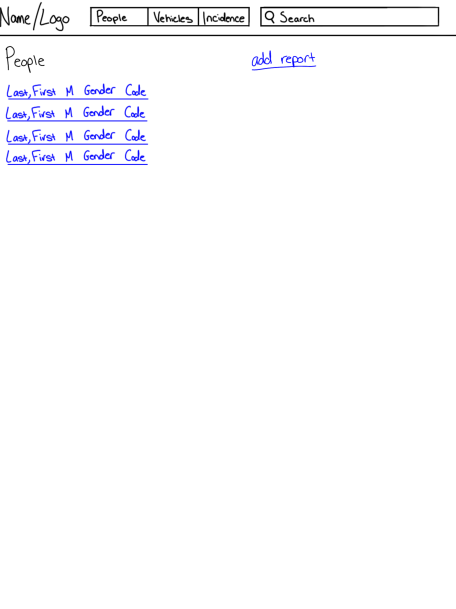 Name/Logo People Vehicles Incidence Search
People add report
Last, First M Gender Code
Last, First M Gender Code
Last, First M Gender Code
Last, First M Gender Code